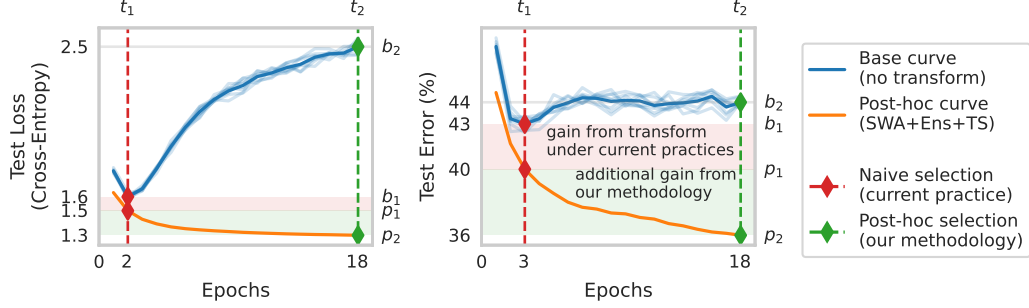 t₁ t₂
2.5
1.6
1.5
1.3
b₂
b₁
p₁
p₂
Test Loss
(Cross-Entropy)
0 2 18
Epochs
t₁ t₂
44
43
40
36
b₂
b₁
p₁
p₂
Test Error (%)
gain from transform
under current practices
additional gain from
our methodology
0 3 18
Epochs
Base curve
(no transform)
Post-hoc curve
(SWA+Ens+TS)
Naive selection
(current practice)
Post-hoc selection
(our methodology)